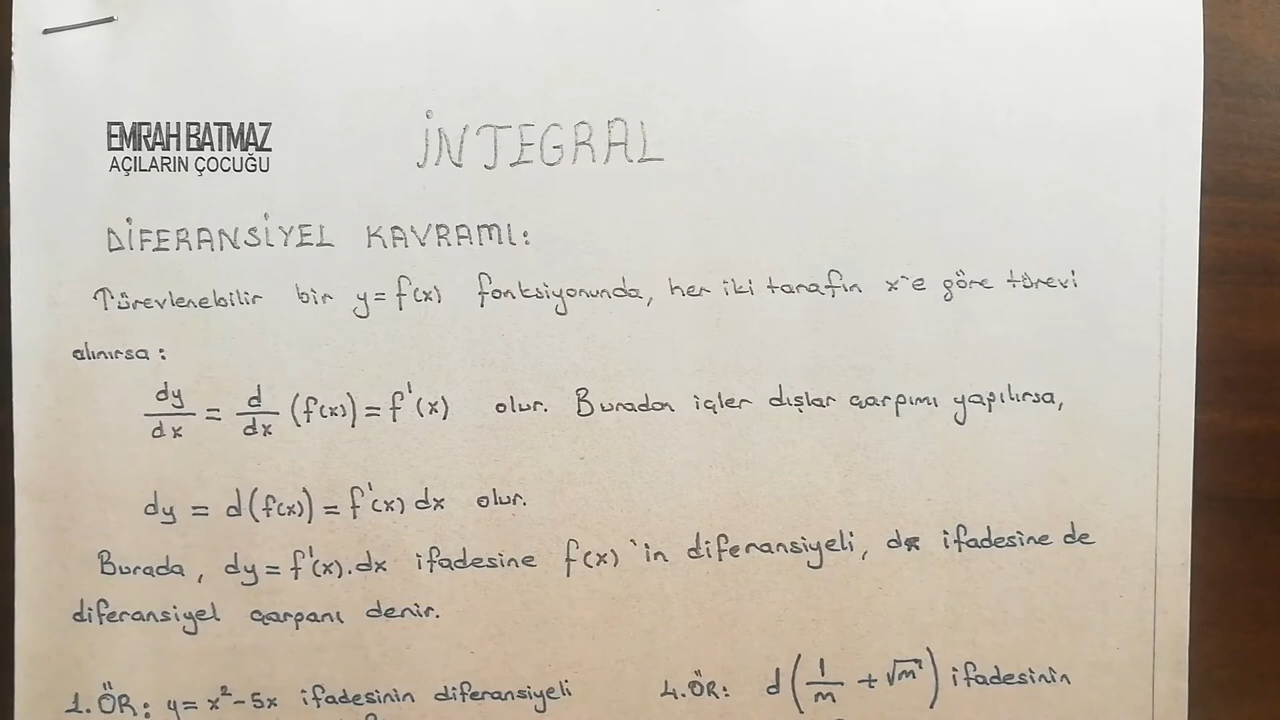 EMRAH BATMAZ
AÇILARIN ÇOCUĞU
İNTEGRAL
DİFERANSİYEL KAVRAMI:
Türevlenebilir bir y=f(x) fonksiyonunda, her iki tarafın x'e göre türevi
alınırsa:
dy/dx = d/dx (f(x)) = f'(x) olur. Buradan içler dışlar çarpımı yapılırsa,
dy = d(f(x)) = f'(x) dx olur.
Burada, dy = f'(x).dx ifadesine f(x)'in diferansiyeli, dx ifadesine de
diferansiyel çarpanı denir.
1. ÖR: y = x² - 5x ifadesinin diferansiyeli
4. ÖR: d(1/m + √m) ifadesinin